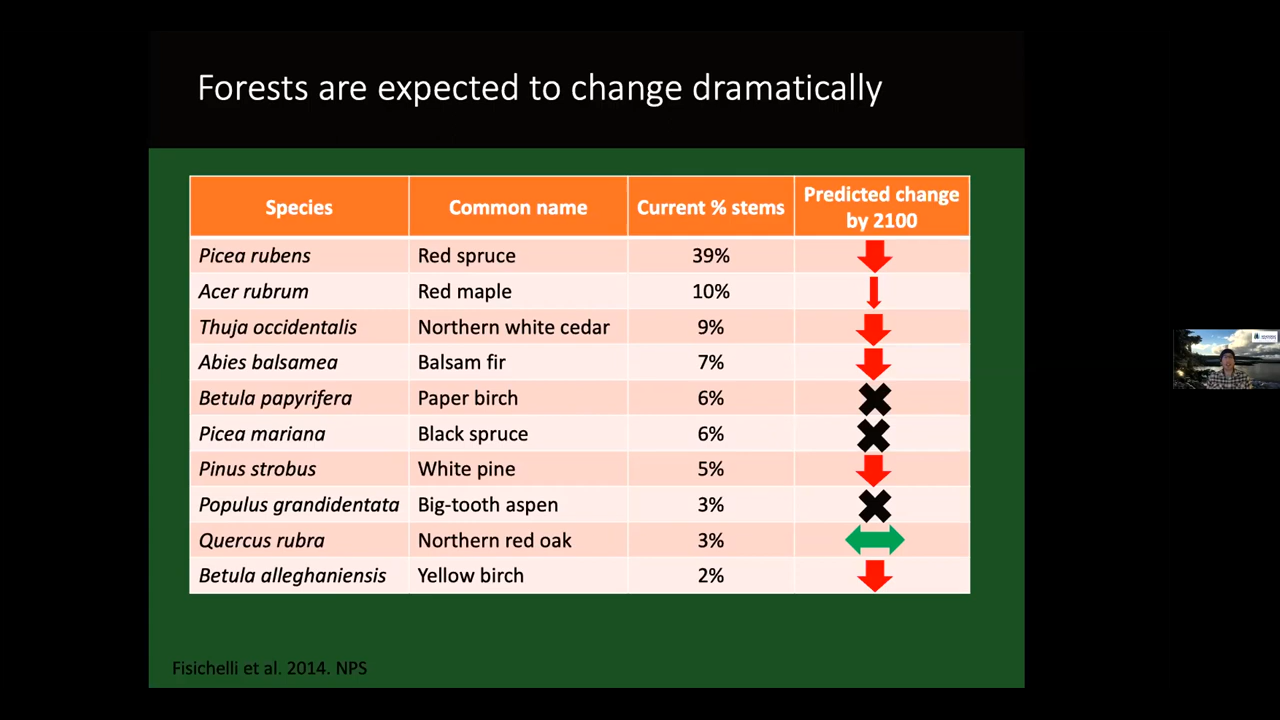 Forests are expected to change dramatically
Species Common name Current % stems Predicted change by 2100
Picea rubens Red spruce 39%
Acer rubrum Red maple 10%
Thuja occidentalis Northern white cedar 9%
Abies balsamea Balsam fir 7%
Betula papyrifera Paper birch 6%
Picea mariana Black spruce 6%
Pinus strobus White pine 5%
Populus grandidentata Big-tooth aspen 3%
Quercus rubra Northern red oak 3%
Betula alleghaniensis Yellow birch 2%
Fisichelli et al. 2014. NPS